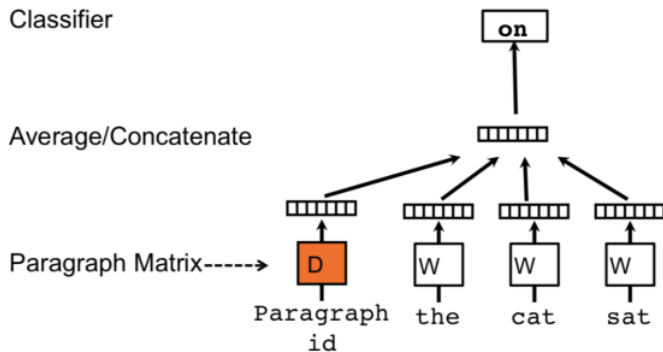 Classifier
on
Average/Concatenate
Paragraph Matrix
D
W
W
W
Paragraph
id
the
cat
sat